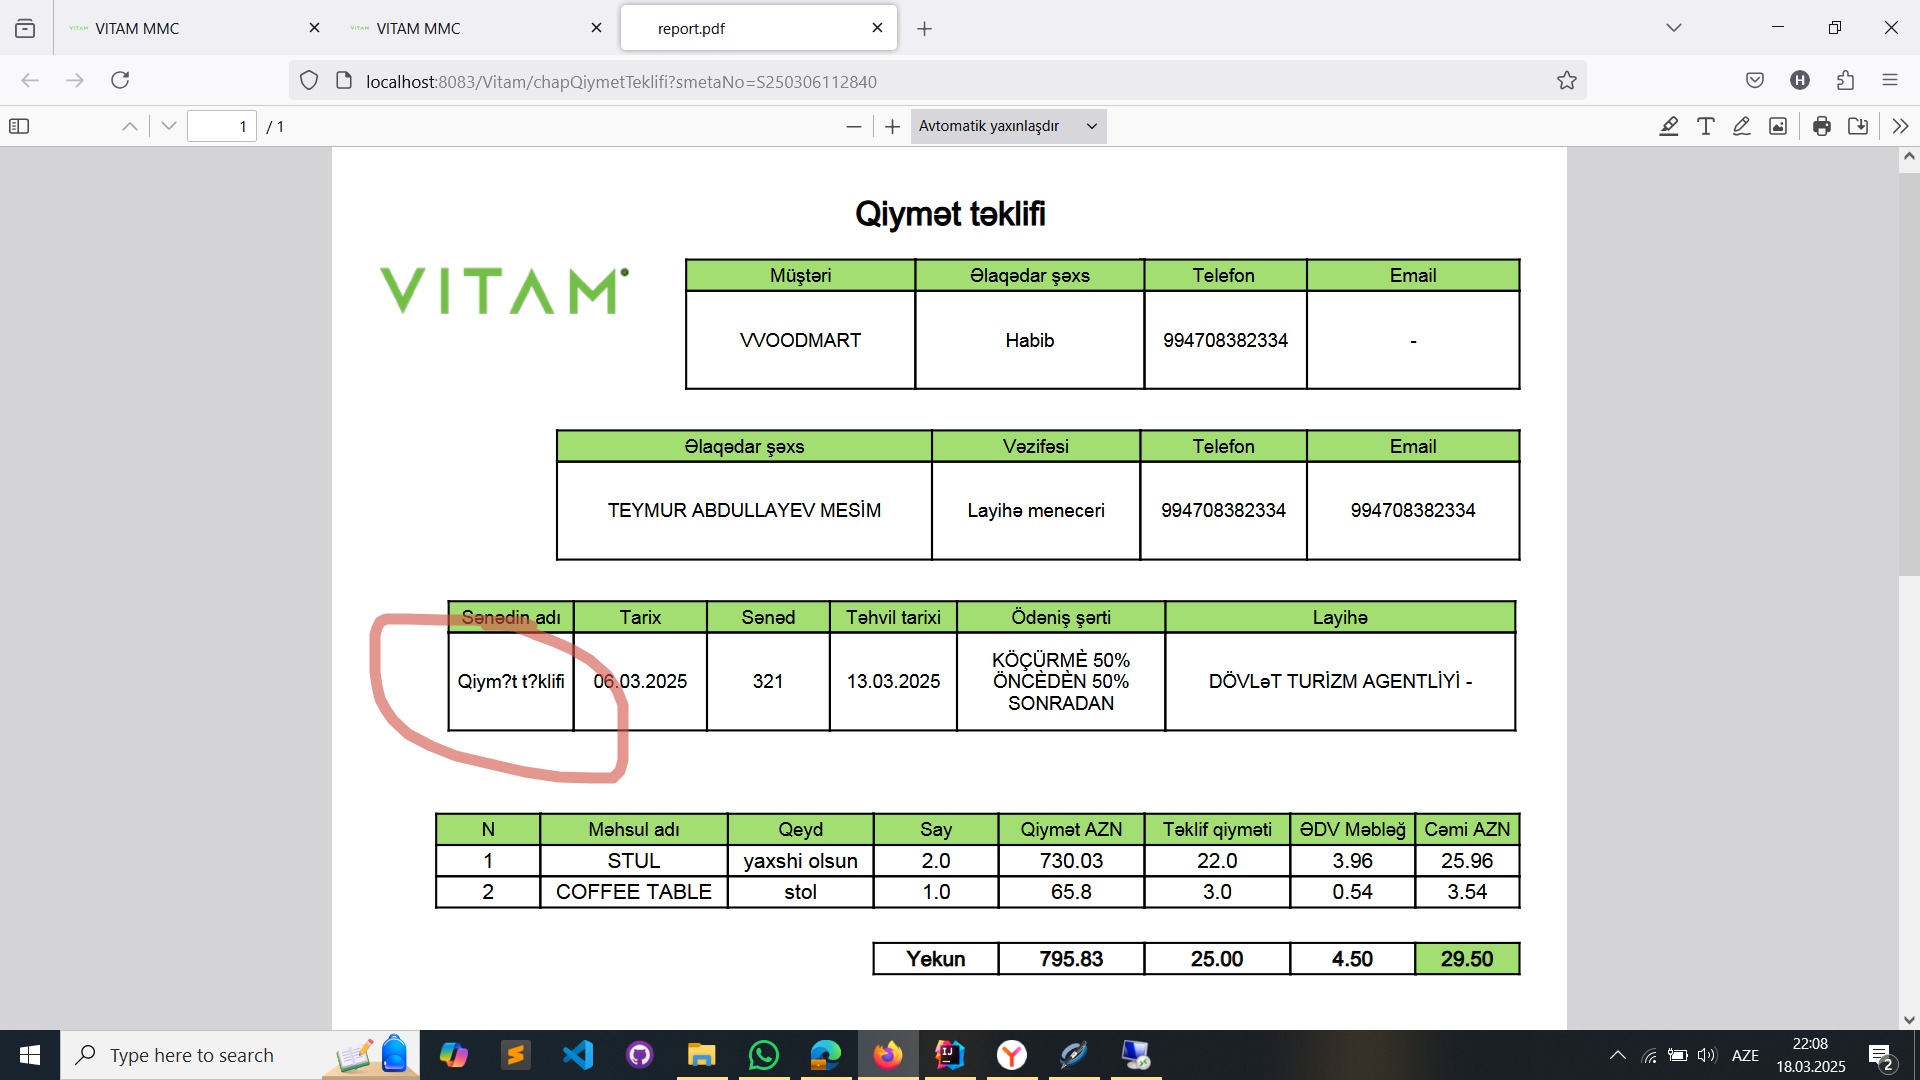 VITAM MMC
VITAM MMC
report.pdf
localhost:8083/Vitam/chapQiymetTeklifi?smetaNo=S250306112840
H
1 / 1
Avtomatik yaxınlaşdır
Qiymət təklifi
VITAM
Müştəri Əlaqədar şəxs Telefon Email
VVOODMART Habib 994708382334 -
Əlaqədar şəxs Vəzifəsi Telefon Email
TEYMUR ABDULLAYEV MESİM Layihə meneceri 994708382334 994708382334
Sənədin adı Tarix Sənəd Təhvil tarixi Ödəniş şərti Layihə
Qiym?t t?klifi 06.03.2025 321 13.03.2025 KÖÇÜRMÈ 50% ÖNCÈDÈN 50% SONRADAN DÖVLəT TURİZM AGENTLİYİ -
N Məhsul adı Qeyd Say Qiymət AZN Təklif qiyməti ƏDV Məbləğ Cəmi AZN
1 STUL yaxshi olsun 2.0 730.03 22.0 3.96 25.96
2 COFFEE TABLE stol 1.0 65.8 3.0 0.54 3.54
Yekun 795.83 25.00 4.50 29.50
Type here to search
AZE
22:08
18.03.2025
2